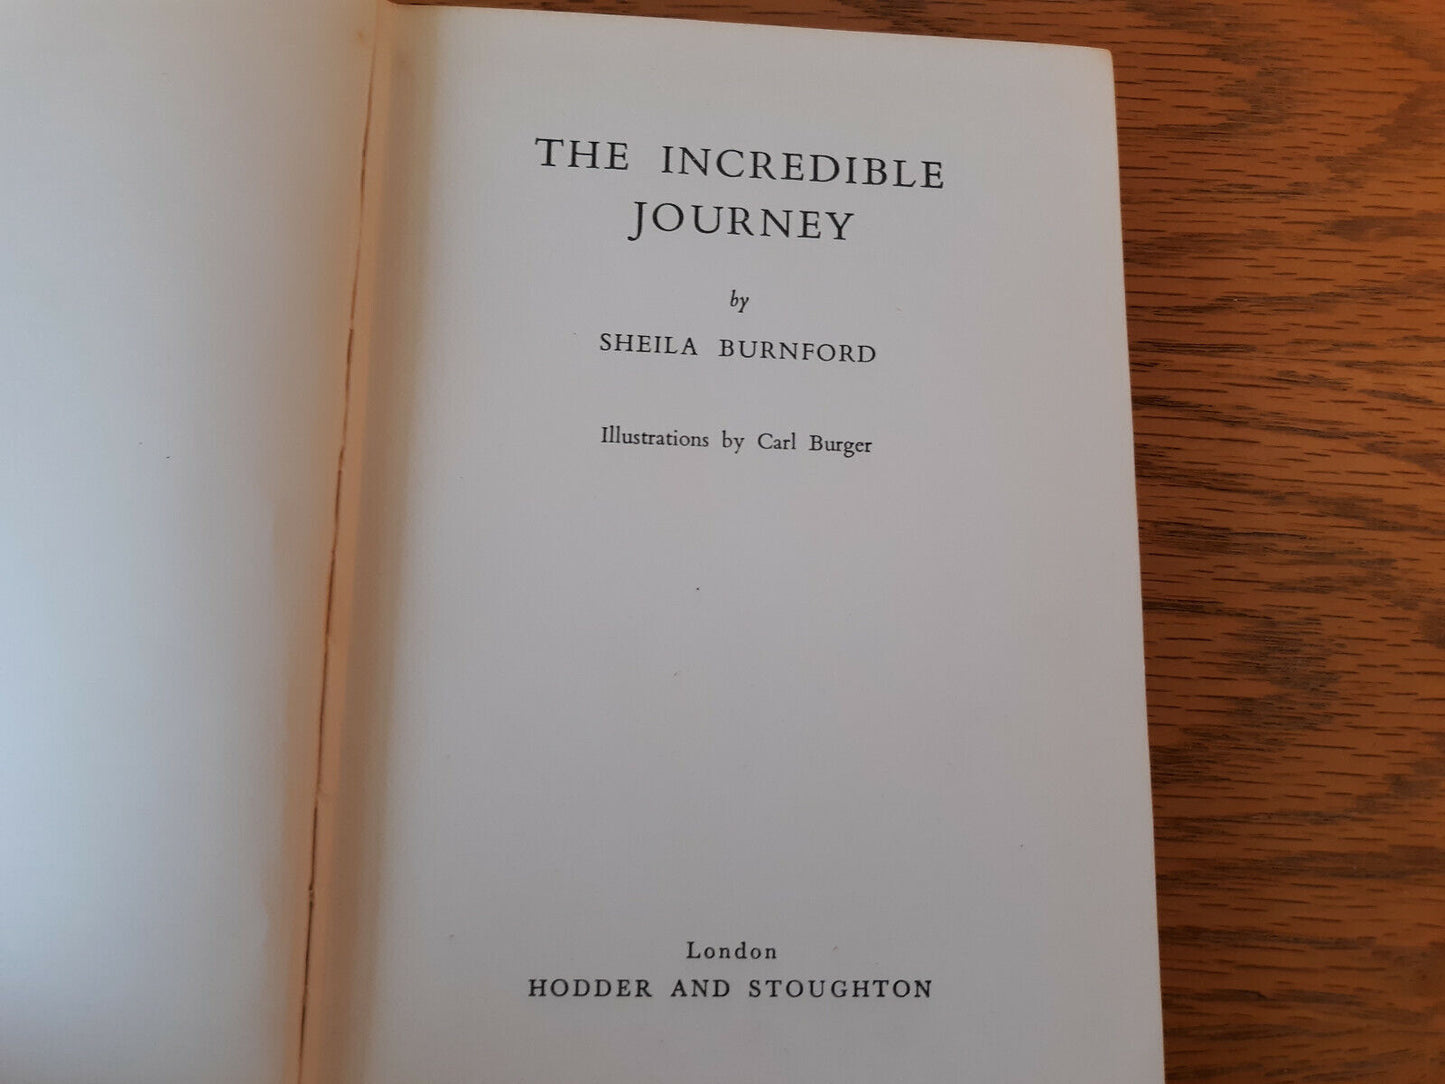 THE INCREDIBLE
JOURNEY
by
SHEILA BURNFORD
Illustrations by Carl Burger
London
HODDER AND STOUGHTON